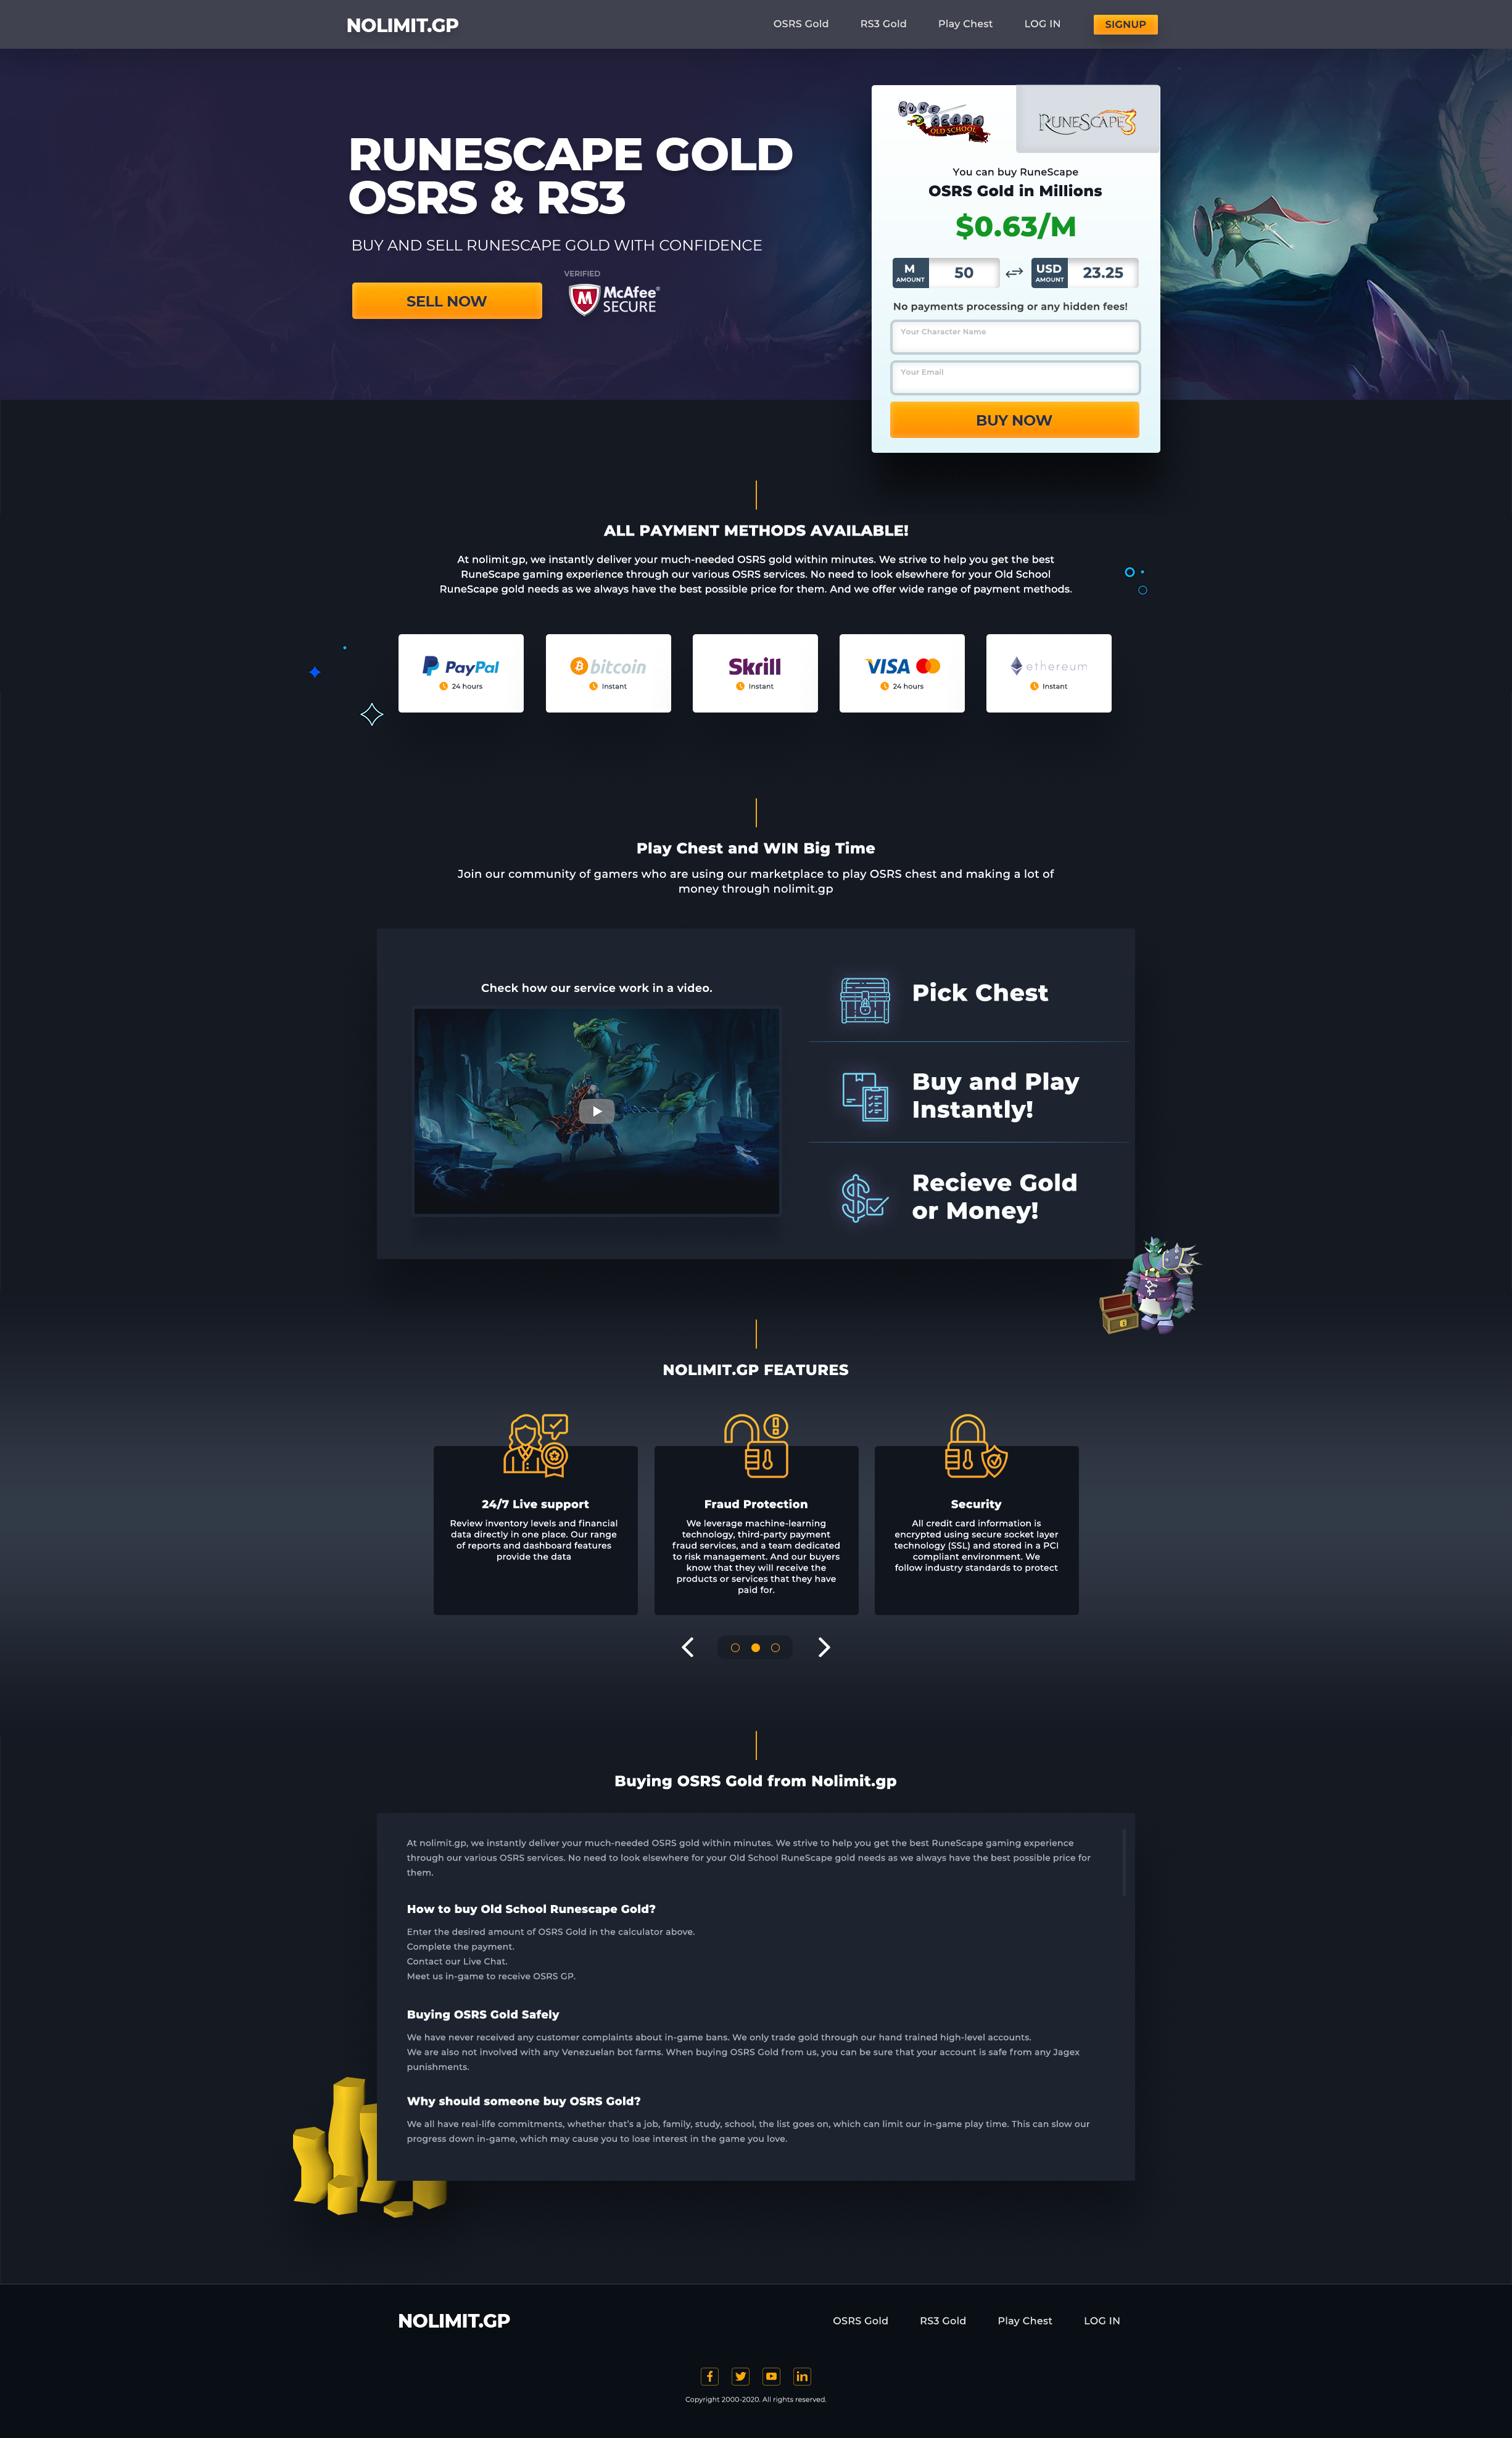 NOLIMIT.GP
OSRS Gold
RS3 Gold
Play Chest
LOG IN
SIGNUP
RUNESCAPE GOLD
OSRS & RS3
BUY AND SELL RUNESCAPE GOLD WITH CONFIDENCE
SELL NOW
VERIFIED
McAfee®
SECURE
RUNE SCAPE
OLD SCHOOL
RUNESCAPE 3
You can buy RuneScape
OSRS Gold in Millions
$0.63/M
M
AMOUNT
50
USD
AMOUNT
23.25
No payments processing or any hidden fees!
Your Character Name
Your Email
BUY NOW
ALL PAYMENT METHODS AVAILABLE!
At nolimit.gp, we instantly deliver your much-needed OSRS gold within minutes. We strive to help you get the best
RuneScape gaming experience through our various OSRS services. No need to look elsewhere for your Old School
RuneScape gold needs as we always have the best possible price for them. And we offer wide range of payment methods.
PayPal
24 hours
bitcoin
Instant
Skrill
Instant
VISA
24 hours
ethereum
Instant
Play Chest and WIN Big Time
Join our community of gamers who are using our marketplace to play OSRS chest and making a lot of
money through nolimit.gp
Check how our service work in a video.
Pick Chest
Buy and Play
Instantly!
Recieve Gold
or Money!
NOLIMIT.GP FEATURES
24/7 Live support
Review inventory levels and financial
data directly in one place. Our range
of reports and dashboard features
provide the data
Fraud Protection
We leverage machine-learning
technology, third-party payment
fraud services, and a team dedicated
to risk management. And our buyers
know that they will receive the
products or services that they have
paid for.
Security
All credit card information is
encrypted using secure socket layer
technology (SSL) and stored in a PCI
compliant environment. We
follow industry standards to protect
Buying OSRS Gold from Nolimit.gp
At nolimit.gp, we instantly deliver your much-needed OSRS gold within minutes. We strive to help you get the best RuneScape gaming experience
through our various OSRS services. No need to look elsewhere for your Old School RuneScape gold needs as we always have the best possible price for
them.
How to buy Old School Runescape Gold?
Enter the desired amount of OSRS Gold in the calculator above.
Complete the payment.
Contact our Live Chat.
Meet us in-game to receive OSRS GP.
Buying OSRS Gold Safely
We have never received any customer complaints about in-game bans. We only trade gold through our hand trained high-level accounts.
We are also not involved with any Venezuelan bot farms. When buying OSRS Gold from us, you can be sure that your account is safe from any Jagex
punishments.
Why should someone buy OSRS Gold?
We all have real-life commitments, whether that's a job, family, study, school, the list goes on, which can limit our in-game play time. This can slow our
progress down in-game, which may cause you to lose interest in the game you love.
NOLIMIT.GP
OSRS Gold
RS3 Gold
Play Chest
LOG IN
Copyright 2000-2020. All rights reserved.